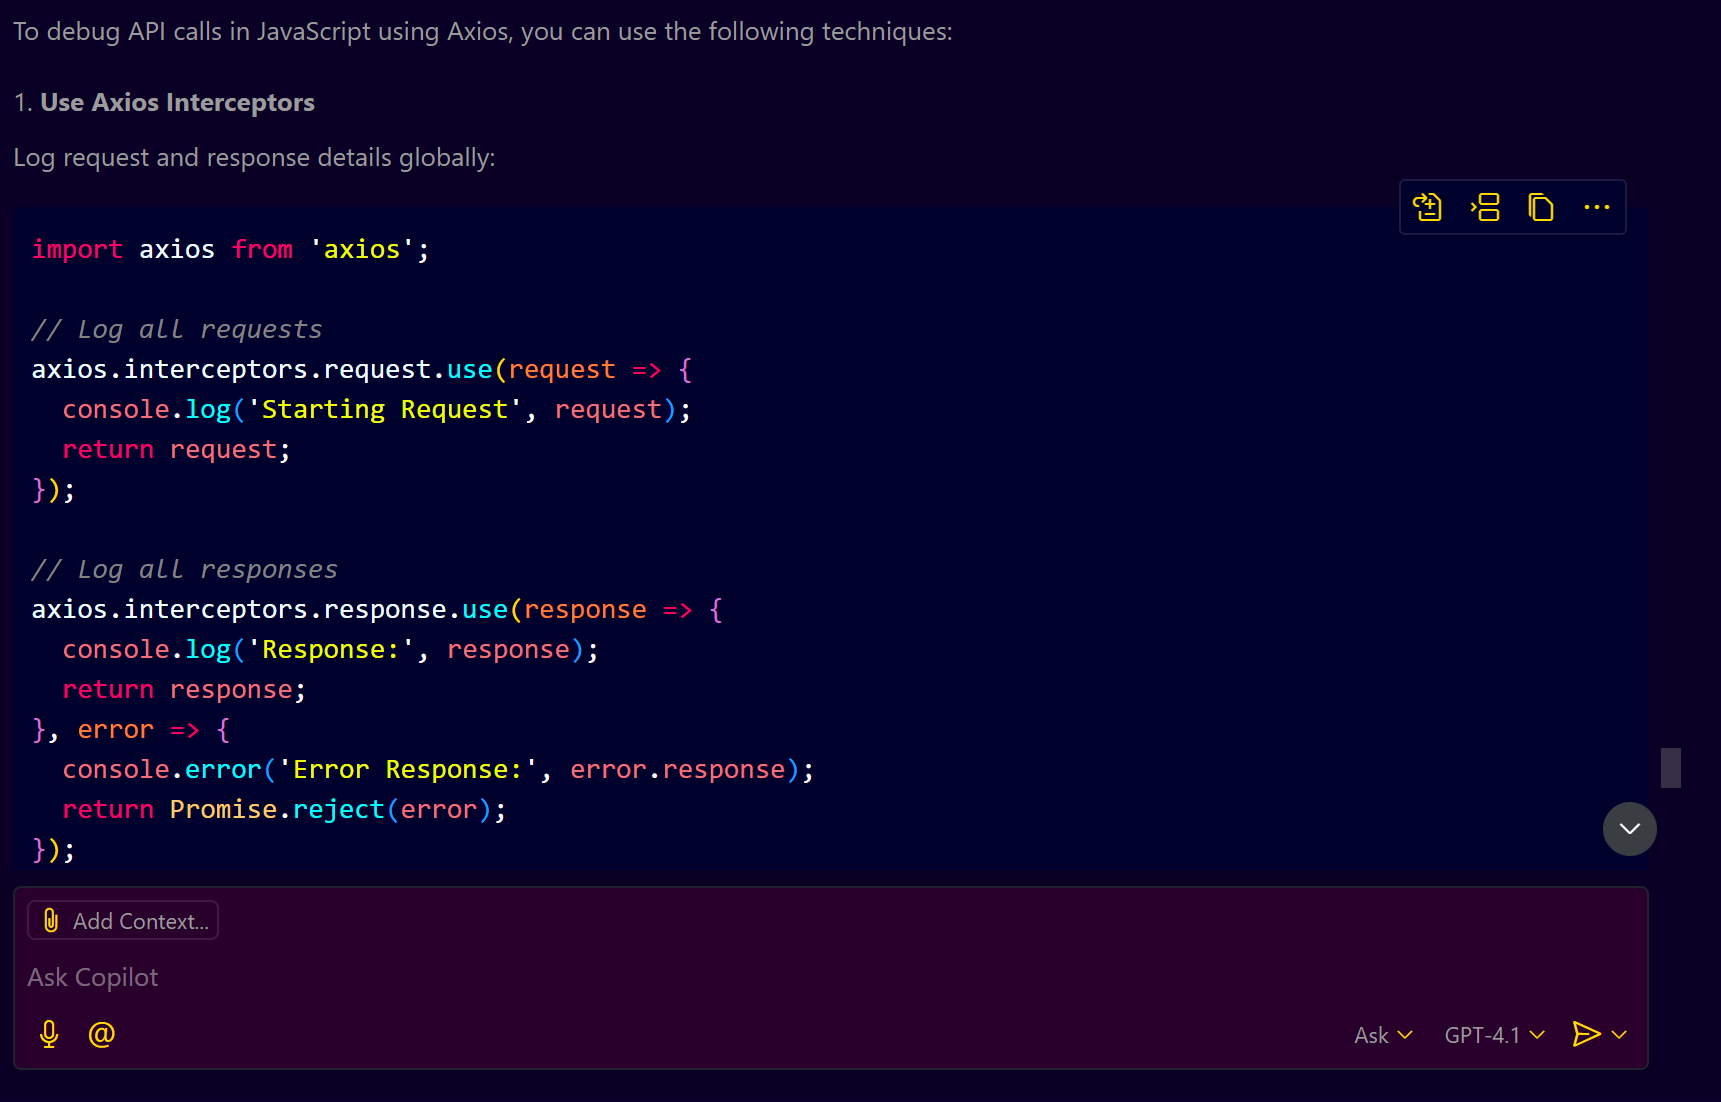 To debug API calls in JavaScript using Axios, you can use the following techniques:
1. Use Axios Interceptors
Log request and response details globally:
import axios from 'axios';
// Log all requests
axios.interceptors.request.use(request => {
  console.log('Starting Request', request);
  return request;
});
// Log all responses
axios.interceptors.response.use(response => {
  console.log('Response:', response);
  return response;
}, error => {
  console.error('Error Response:', error.response);
  return Promise.reject(error);
});
Add Context...
Ask Copilot
@ Ask GPT-4.1